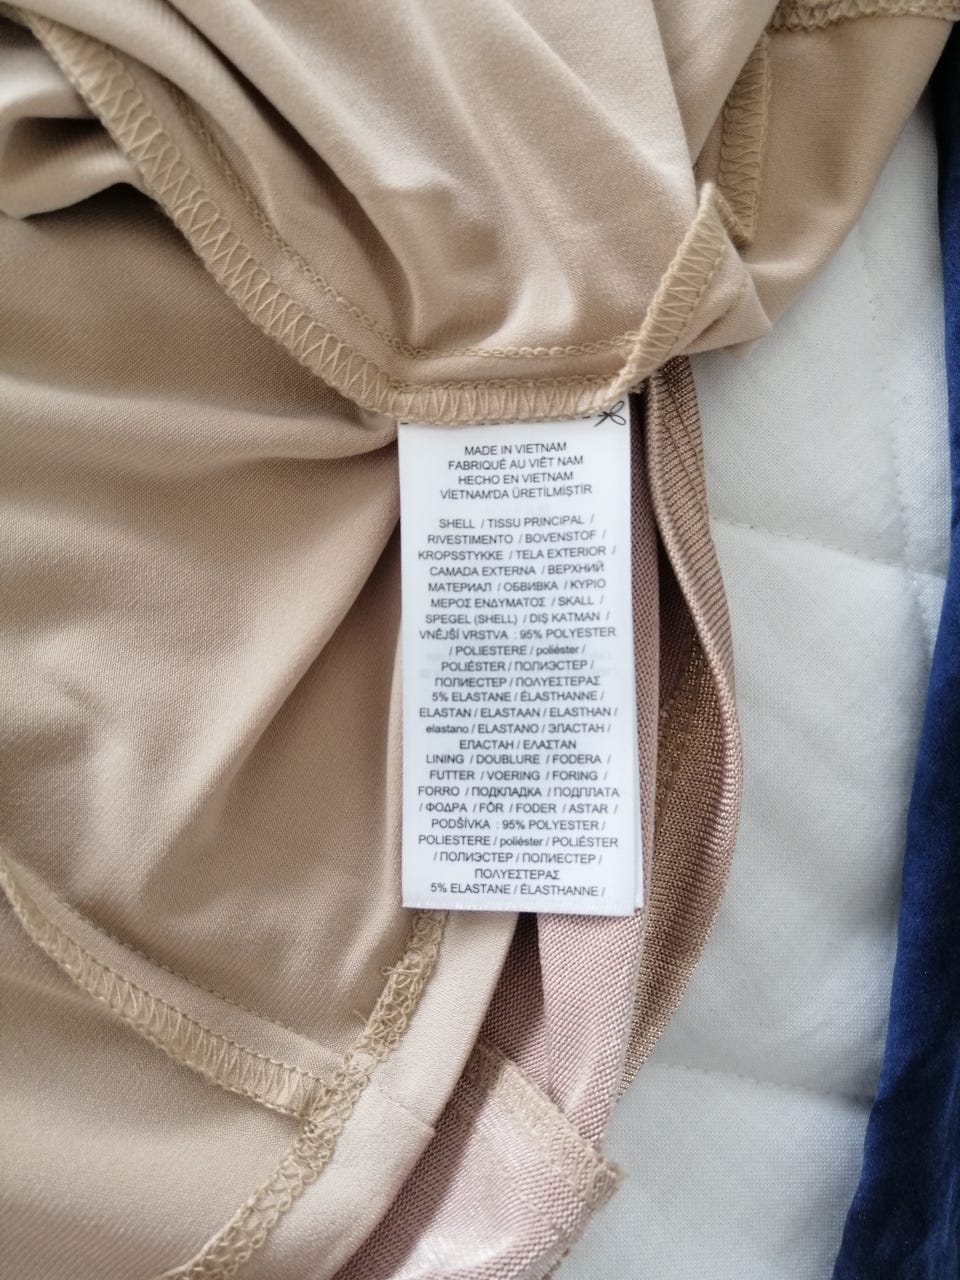 MADE IN VIETNAM
FABRIQUÉ AU VIÊT NAM
HECHO EN VIETNAM
VİETNAM'DA ÜRETİLMİŞTİR
SHELL / TISSU PRINCIPAL /
RIVESTIMENTO / BOVENSTOF /
KROPSSTYKKE / TELA EXTERIOR /
CAMADA EXTERNA / ВЕРХНИЙ
МАТЕРИАЛ / ОБВИВКА / ΚΥΡΙΟ
ΜΕΡΟΣ ΕΝΔΥΜΑΤΟΣ / SKALL /
SPEGEL (SHELL) / DIŞ KATMAN /
VNĚJŠÍ VRSTVA : 95% POLYESTER
/ POLIESTERE / poliéster /
POLIÉSTER / ПОЛИЭСТЕР /
ПОЛИЕСТЕР / ΠΟΛΥΕΣΤΕΡΑΣ
5% ELASTANE / ÉLASTHANNE /
ELASTAN / ELASTAAN / ELASTHAN /
elastano / ELASTANO / ЭЛАСТАН /
ЕЛАСТАН / ΕΛΑΣΤΑΝ
LINING / DOUBLURE / FODERA /
FUTTER / VOERING / FORING /
FORRO / ПОДКЛАДКА / ПОДПЛАТА
/ ΦΟΔΡΑ / FÔR / FODER / ASTAR /
PODŠÍVKA : 95% POLYESTER /
POLIESTERE / poliéster / POLIÉSTER
/ ПОЛИЭСТЕР / ПОЛИЕСТЕР /
ΠΟΛΥΕΣΤΕΡΑΣ
5% ELASTANE / ÉLASTHANNE /